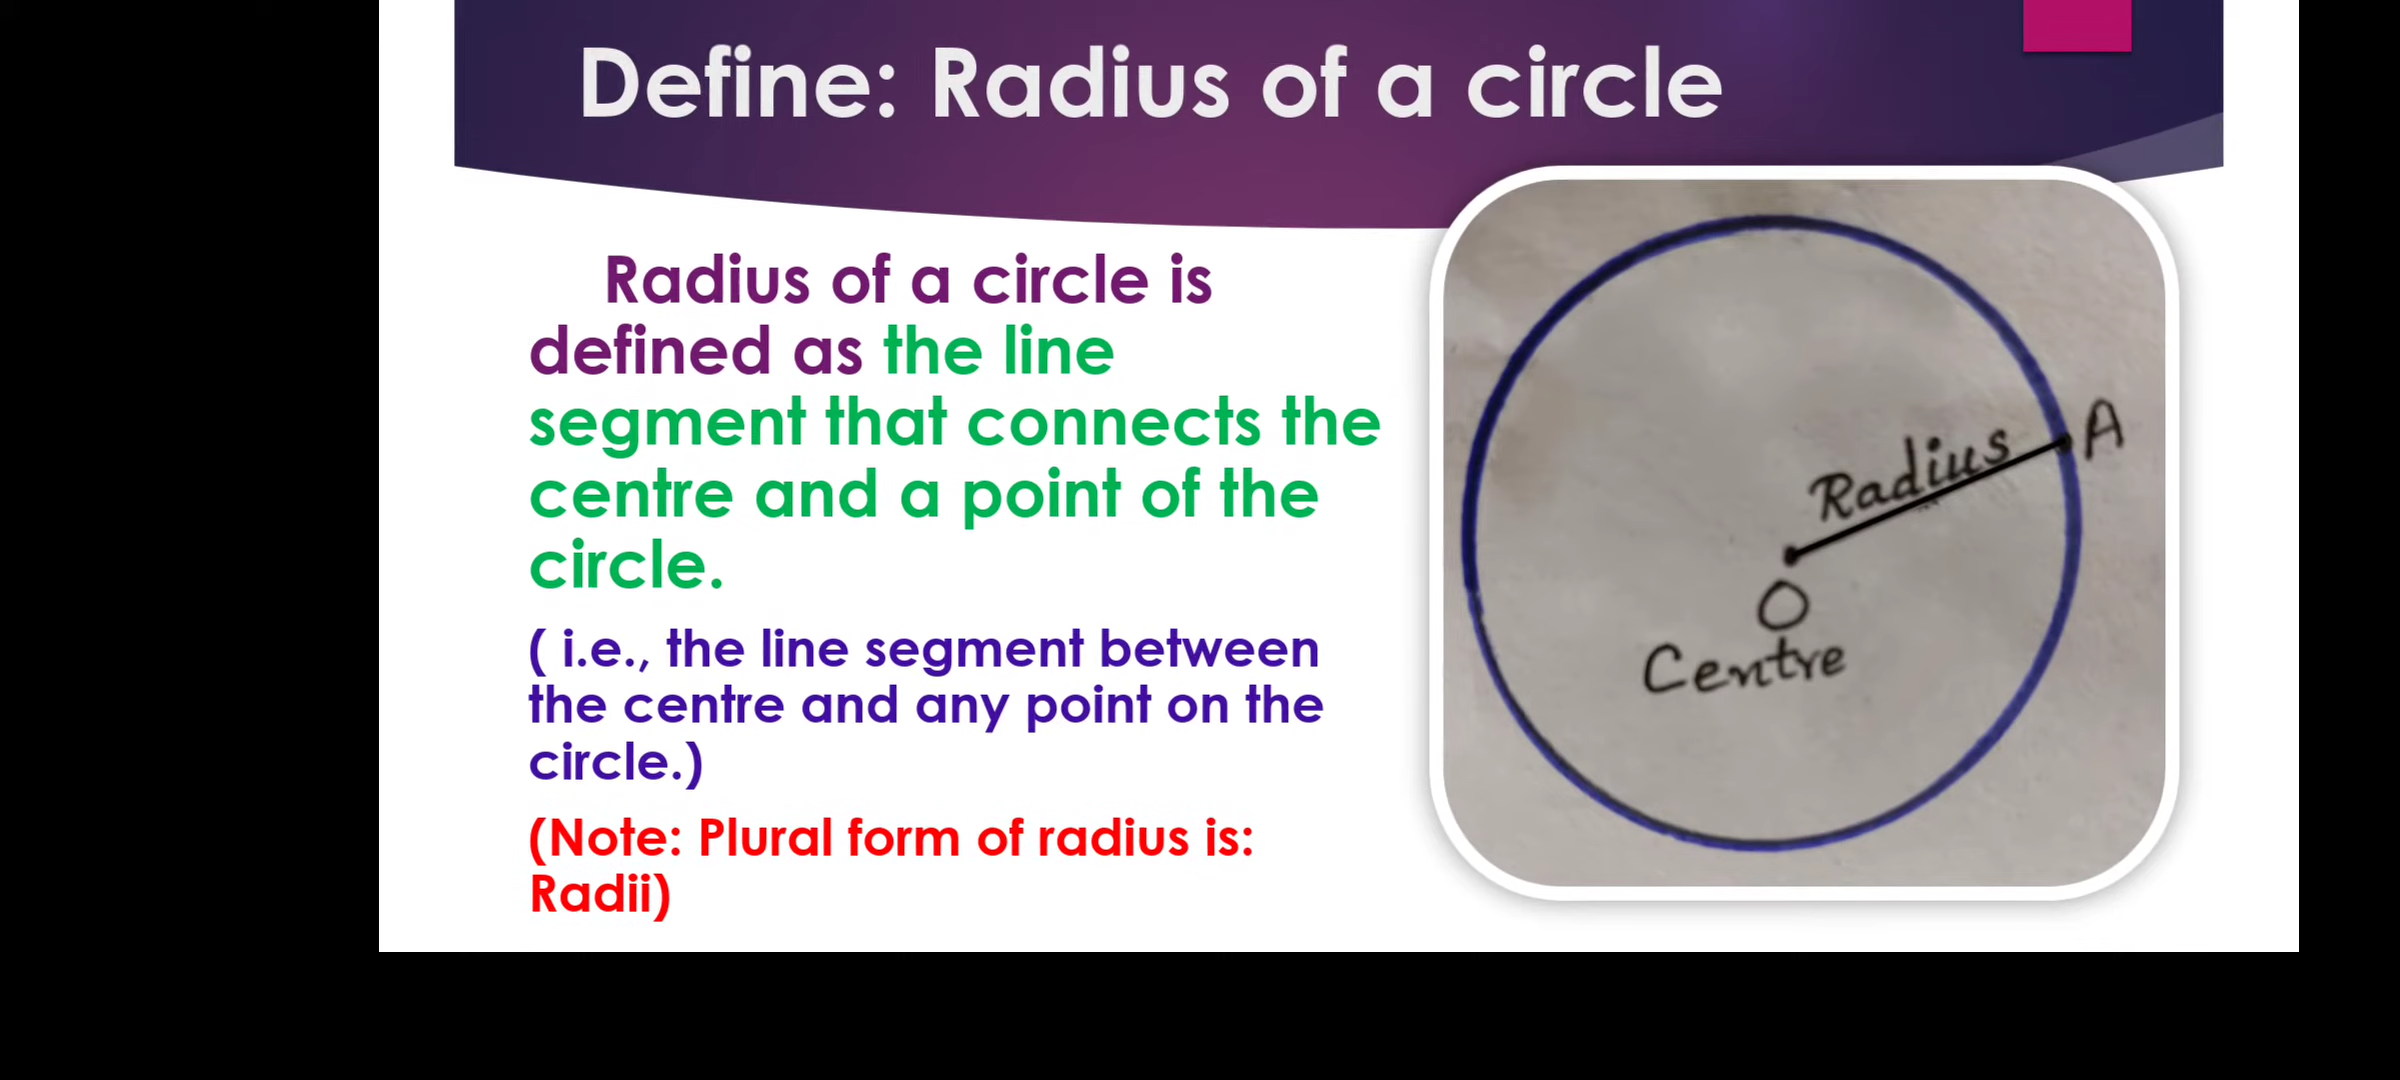 Define: Radius of a circle
Radius of a circle is
defined as the line
segment that connects the
centre and a point of the
circle.
( i.e., the line segment between
the centre and any point on the
circle.)
(Note: Plural form of radius is:
Radii)
Radius
A
O
Centre